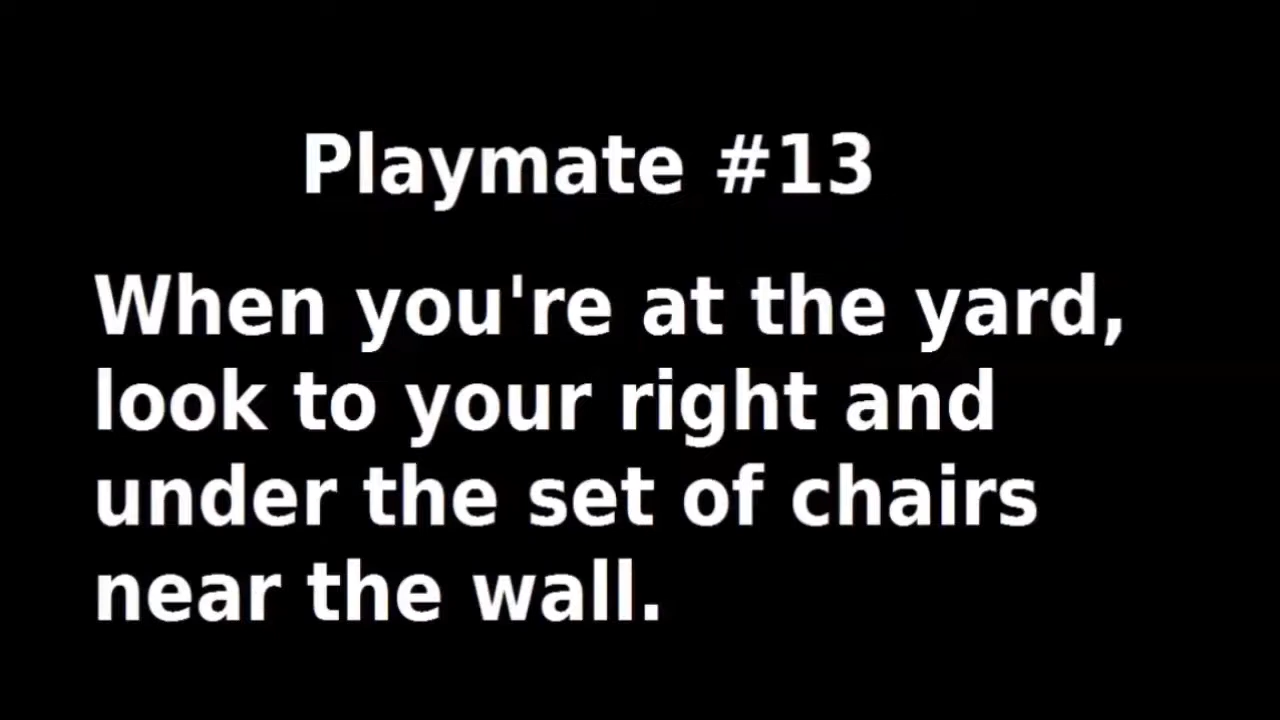 Playmate #13
When you're at the yard,
look to your right and
under the set of chairs
near the wall.